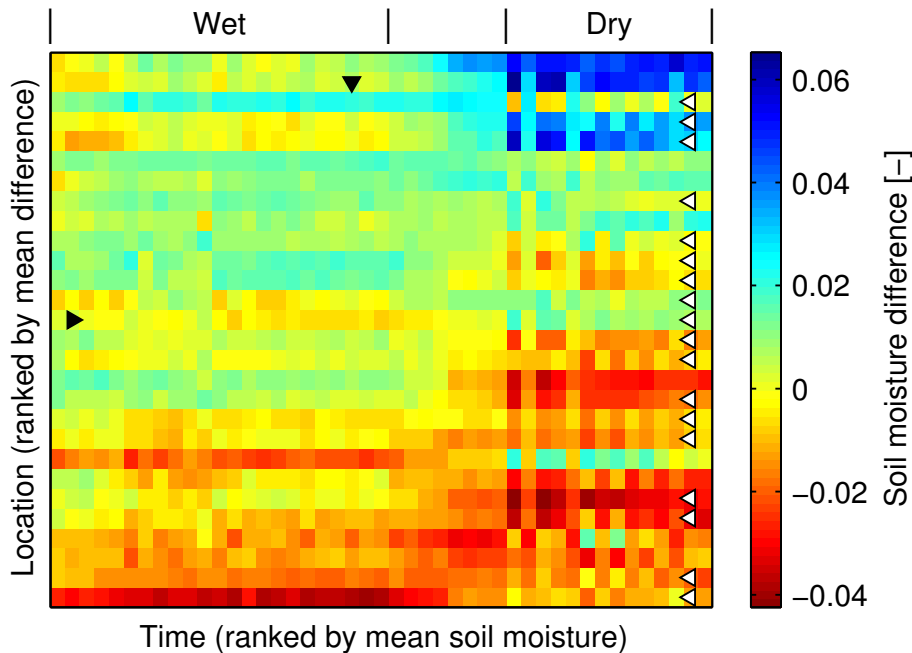 Wet
Dry
Location (ranked by mean difference)
Time (ranked by mean soil moisture)
0.06
0.04
0.02
0
−0.02
−0.04
Soil moisture difference [−]